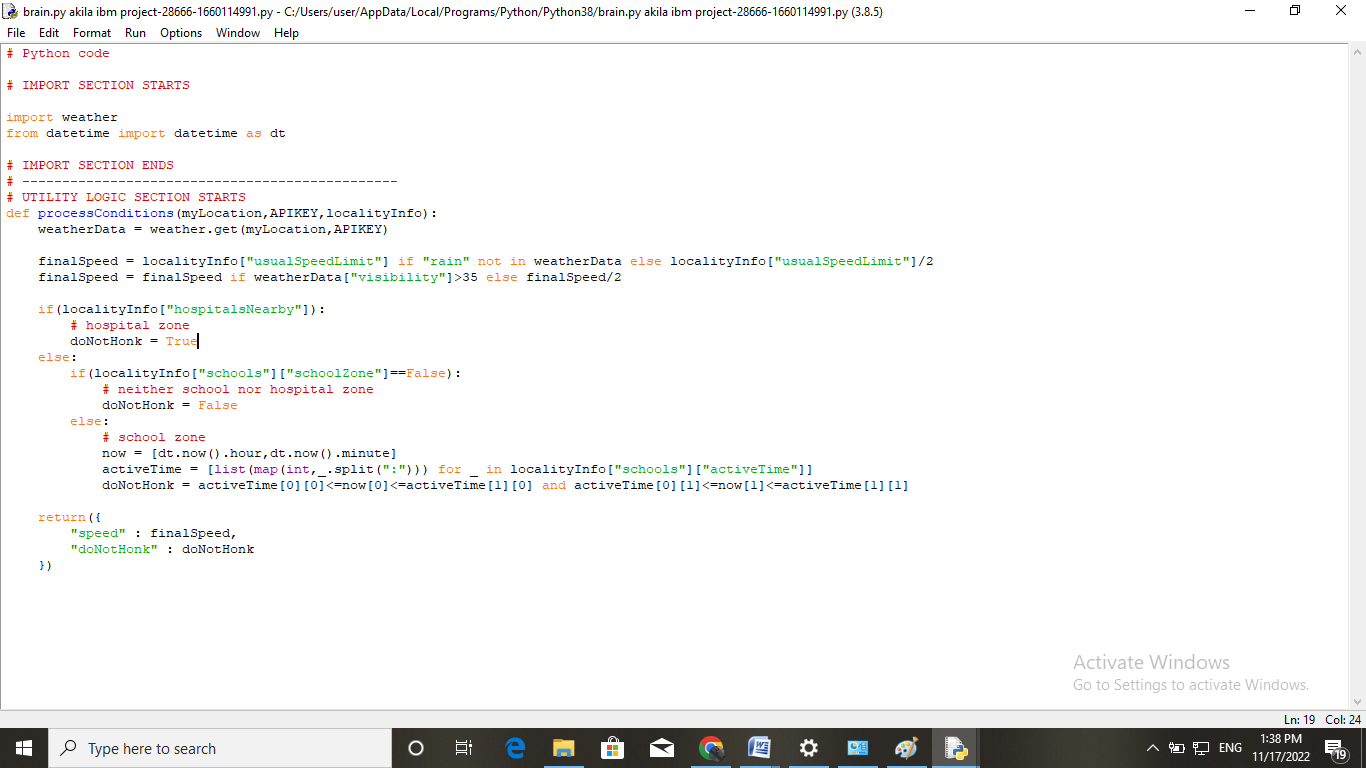 brain.py akila ibm project-28666-1660114991.py - C:/Users/user/AppData/Local/Programs/Python/Python38/brain.py akila ibm project-28666-1660114991.py (3.8.5)
File Edit Format Run Options Window Help
# Python code
# IMPORT SECTION STARTS
import weather
from datetime import datetime as dt
# IMPORT SECTION ENDS
# -----------------------------------------------
# UTILITY LOGIC SECTION STARTS
def processConditions(myLocation,APIKEY,localityInfo):
    weatherData = weather.get(myLocation,APIKEY)
    finalSpeed = localityInfo["usualSpeedLimit"] if "rain" not in weatherData else localityInfo["usualSpeedLimit"]/2
    finalSpeed = finalSpeed if weatherData["visibility"]>35 else finalSpeed/2
    if(localityInfo["hospitalsNearby"]):
        # hospital zone
        doNotHonk = True
    else:
        if(localityInfo["schools"]["schoolZone"]==False):
            # neither school nor hospital zone
            doNotHonk = False
        else:
            # school zone
            now = [dt.now().hour,dt.now().minute]
            activeTime = [list(map(int,_.split(":"))) for _ in localityInfo["schools"]["activeTime"]]
            doNotHonk = activeTime[0][0]<=now[0]<=activeTime[1][0] and activeTime[0][1]<=now[1]<=activeTime[1][1]
    return({
        "speed" : finalSpeed,
        "doNotHonk" : doNotHonk
    })
Activate Windows
Go to Settings to activate Windows.
Ln: 19 Col: 24
Type here to search
ENG
1:38 PM
11/17/2022
19